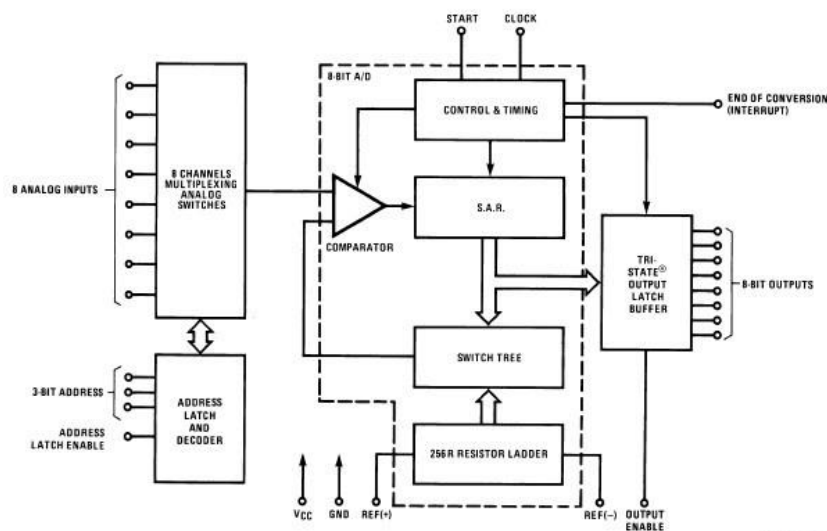 START
CLOCK
8-BIT A/D
END OF CONVERSION
(INTERRUPT)
CONTROL & TIMING
8 ANALOG INPUTS
8 CHANNELS
MULTIPLEXING
ANALOG
SWITCHES
S.A.R.
COMPARATOR
TRI-
STATE®
OUTPUT
LATCH
BUFFER
8-BIT OUTPUTS
SWITCH TREE
3-BIT ADDRESS
ADDRESS
LATCH ENABLE
ADDRESS
LATCH
AND
DECODER
256R RESISTOR LADDER
VCC
GND
REF(+)
REF(−)
OUTPUT
ENABLE